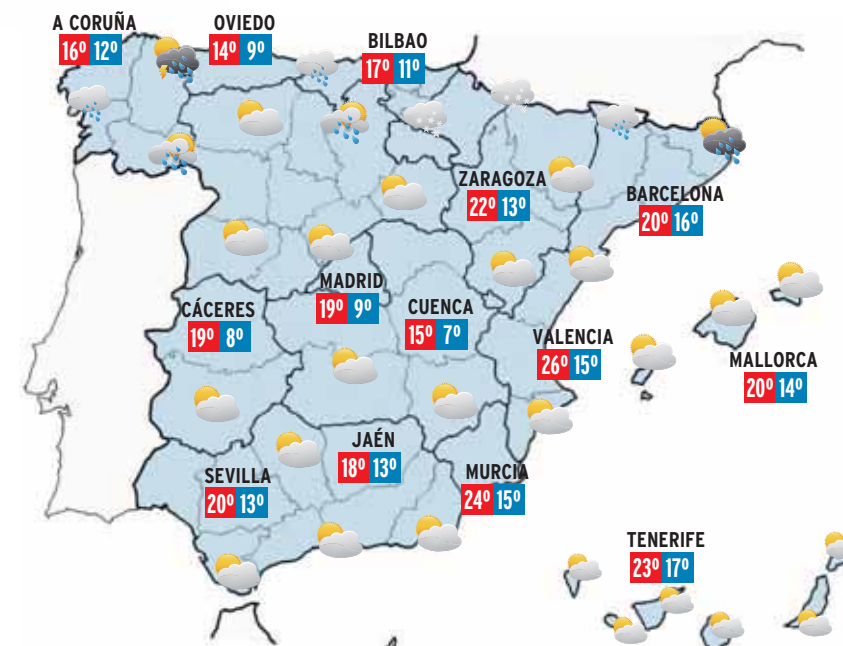 A CORUÑA
16º 12º
OVIEDO
14º 9º
BILBAO
17º 11º
ZARAGOZA
22º 13º
BARCELONA
20º 16º
MADRID
19º 9º
CÁCERES
19º 8º
CUENCA
15º 7º
VALENCIA
26º 15º
MALLORCA
20º 14º
JAÉN
18º 13º
SEVILLA
20º 13º
MURCIA
24º 15º
TENERIFE
23º 17º